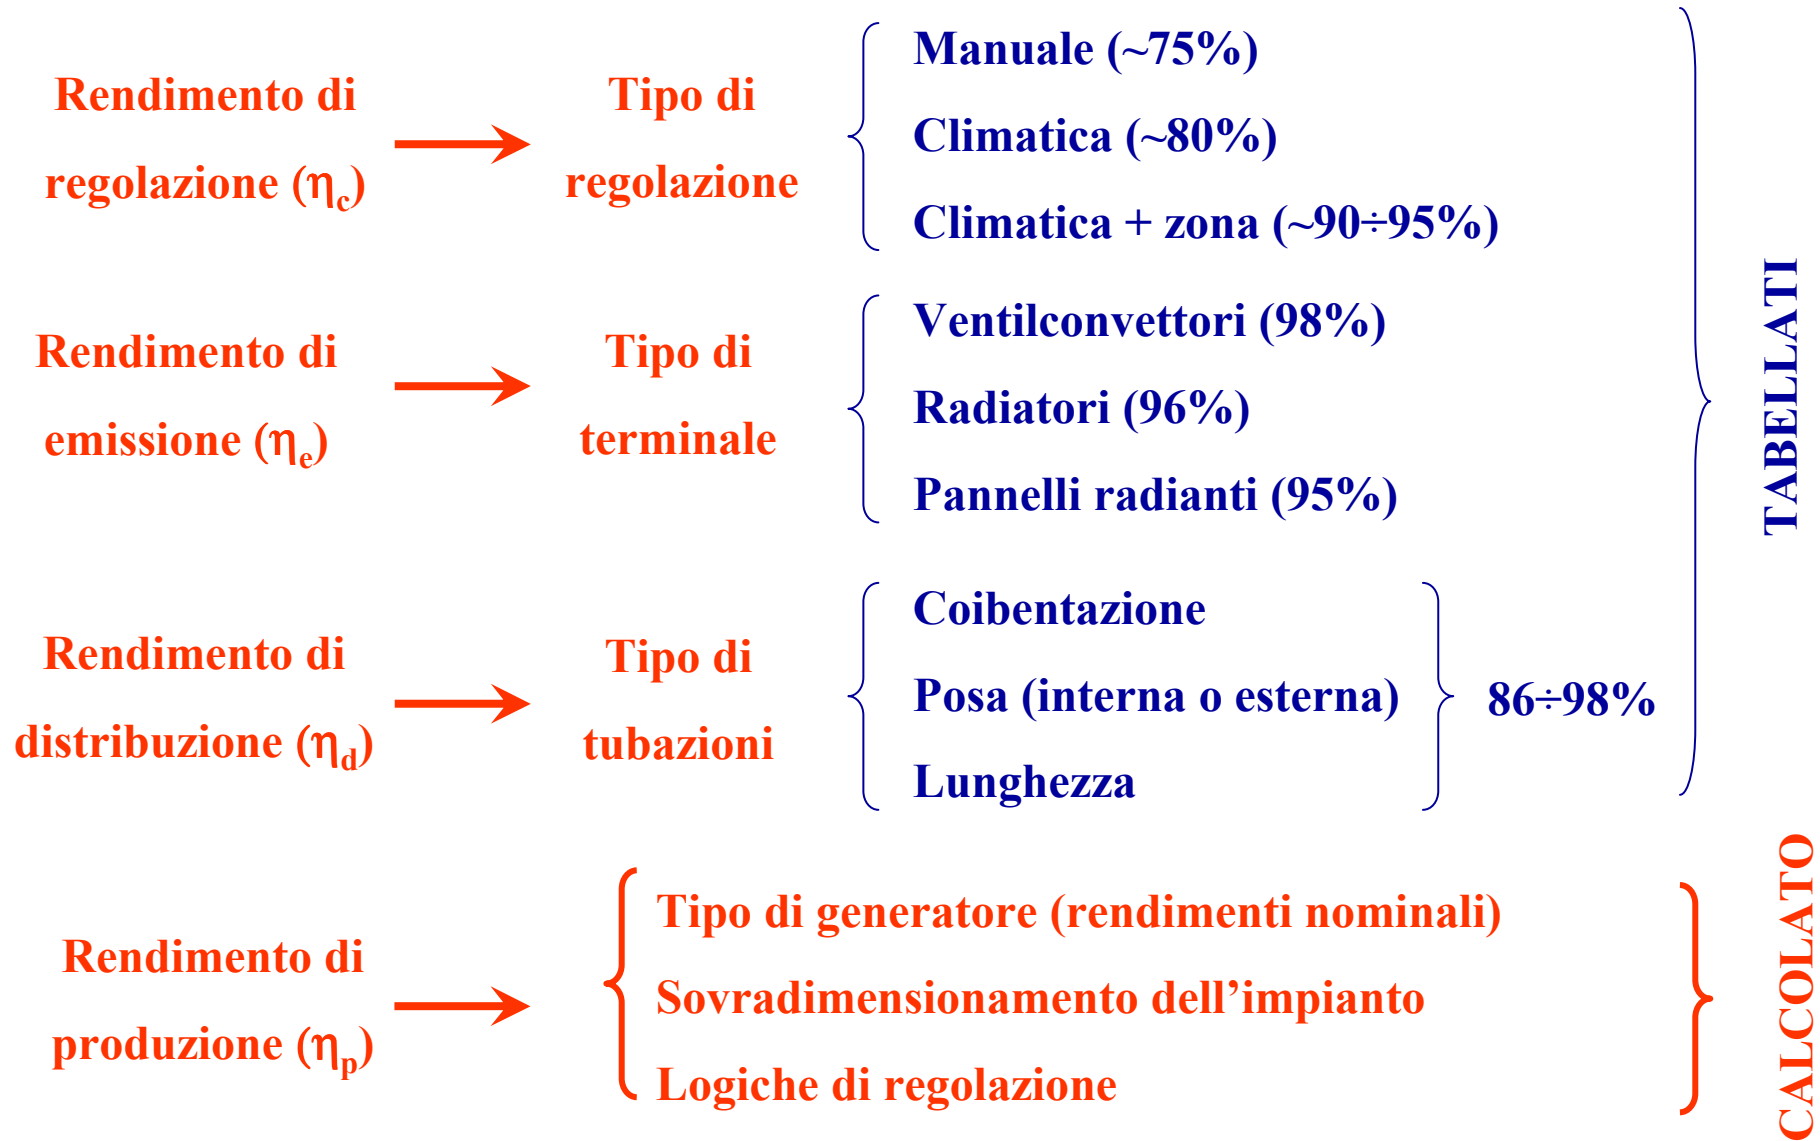 Rendimento di
regolazione (ηc)
Tipo di
regolazione
Manuale (~75%)
Climatica (~80%)
Climatica + zona (~90÷95%)
Rendimento di
emissione (ηe)
Tipo di
terminale
Ventilconvettori (98%)
Radiatori (96%)
Pannelli radianti (95%)
Rendimento di
distribuzione (ηd)
Tipo di
tubazioni
Coibentazione
Posa (interna o esterna)
Lunghezza
86÷98%
TABELLATI
Rendimento di
produzione (ηp)
Tipo di generatore (rendimenti nominali)
Sovradimensionamento dell’impianto
Logiche di regolazione
CALCOLATO